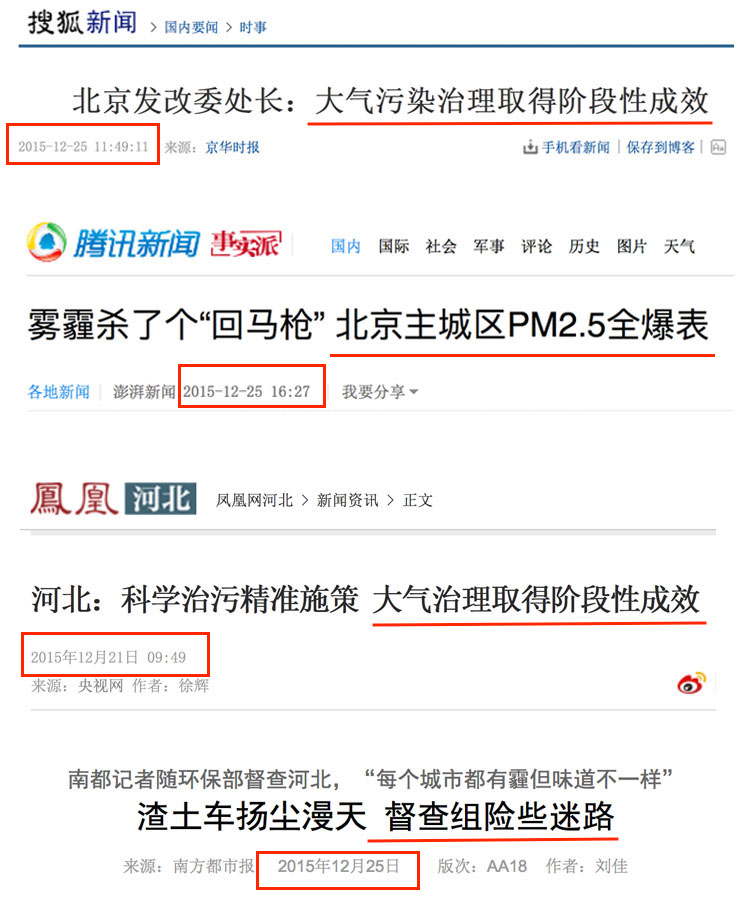 搜狐新闻 > 国内要闻 > 时事
北京发改委处长：大气污染治理取得阶段性成效
2015-12-25 11:49:11 来源：京华时报 手机看新闻 | 保存到博客 |
腾讯新闻 事实派 国内 国际 社会 军事 评论 历史 图片 天气
雾霾杀了个“回马枪” 北京主城区PM2.5全爆表
各地新闻 澎湃新闻 2015-12-25 16:27 我要分享
鳳凰 河北 凤凰网河北 > 新闻资讯 > 正文
河北：科学治污精准施策 大气治理取得阶段性成效
2015年12月21日 09:49
来源：央视网 作者：徐辉
南都记者随环保部督查河北，“每个城市都有霾但味道不一样”
渣土车扬尘漫天 督查组险些迷路
来源：南方都市报 2015年12月25日 版次：AA18 作者：刘佳